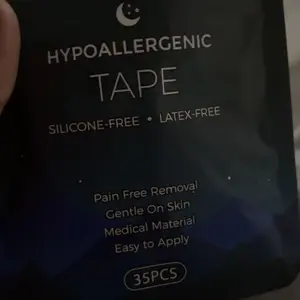 HYPOALLERGENIC
TAPE
SILICONE-FREE • LATEX-FREE
Pain Free Removal
Gentle On Skin
Medical Material
Easy to Apply
35PCS